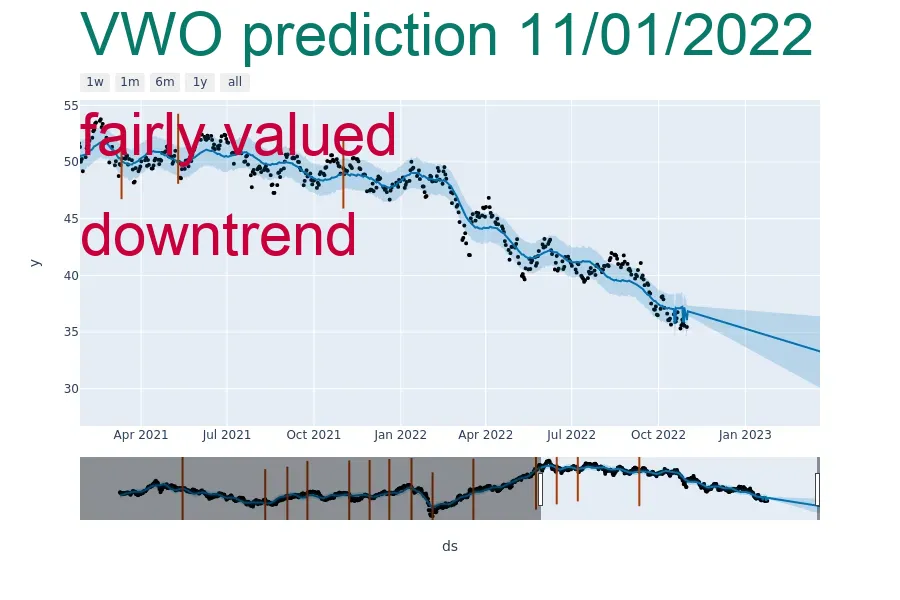 VWO prediction 11/01/2022
1w 1m 6m 1y all
55
fairly valued
50
45
downtrend
y
40
35
30
Apr 2021 Jul 2021 Oct 2021 Jan 2022 Apr 2022 Jul 2022 Oct 2022 Jan 2023
ds